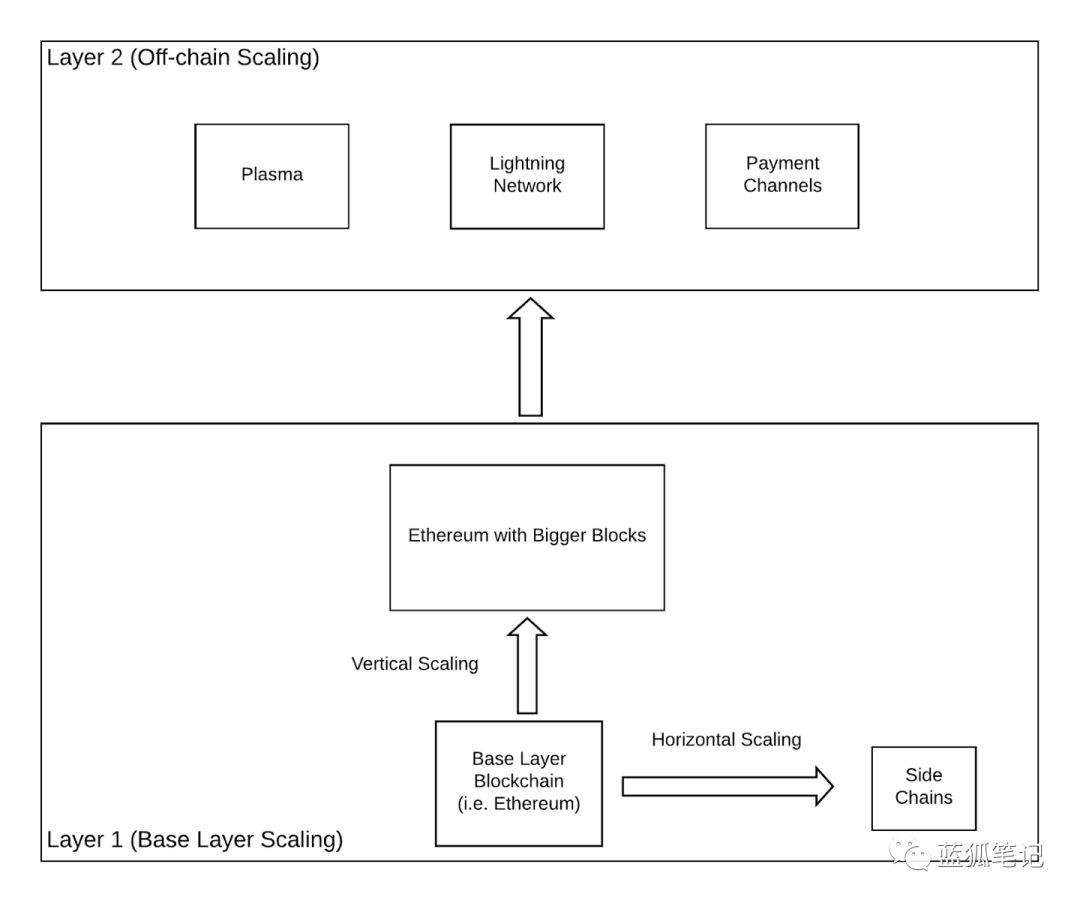 Layer 2 (Off-chain Scaling)
Plasma
Lightning
Network
Payment
Channels
Ethereum with Bigger Blocks
Vertical Scaling
Base Layer
Blockchain
(i.e. Ethereum)
Horizontal Scaling
Side
Chains
Layer 1 (Base Layer Scaling)
蓝狐笔记